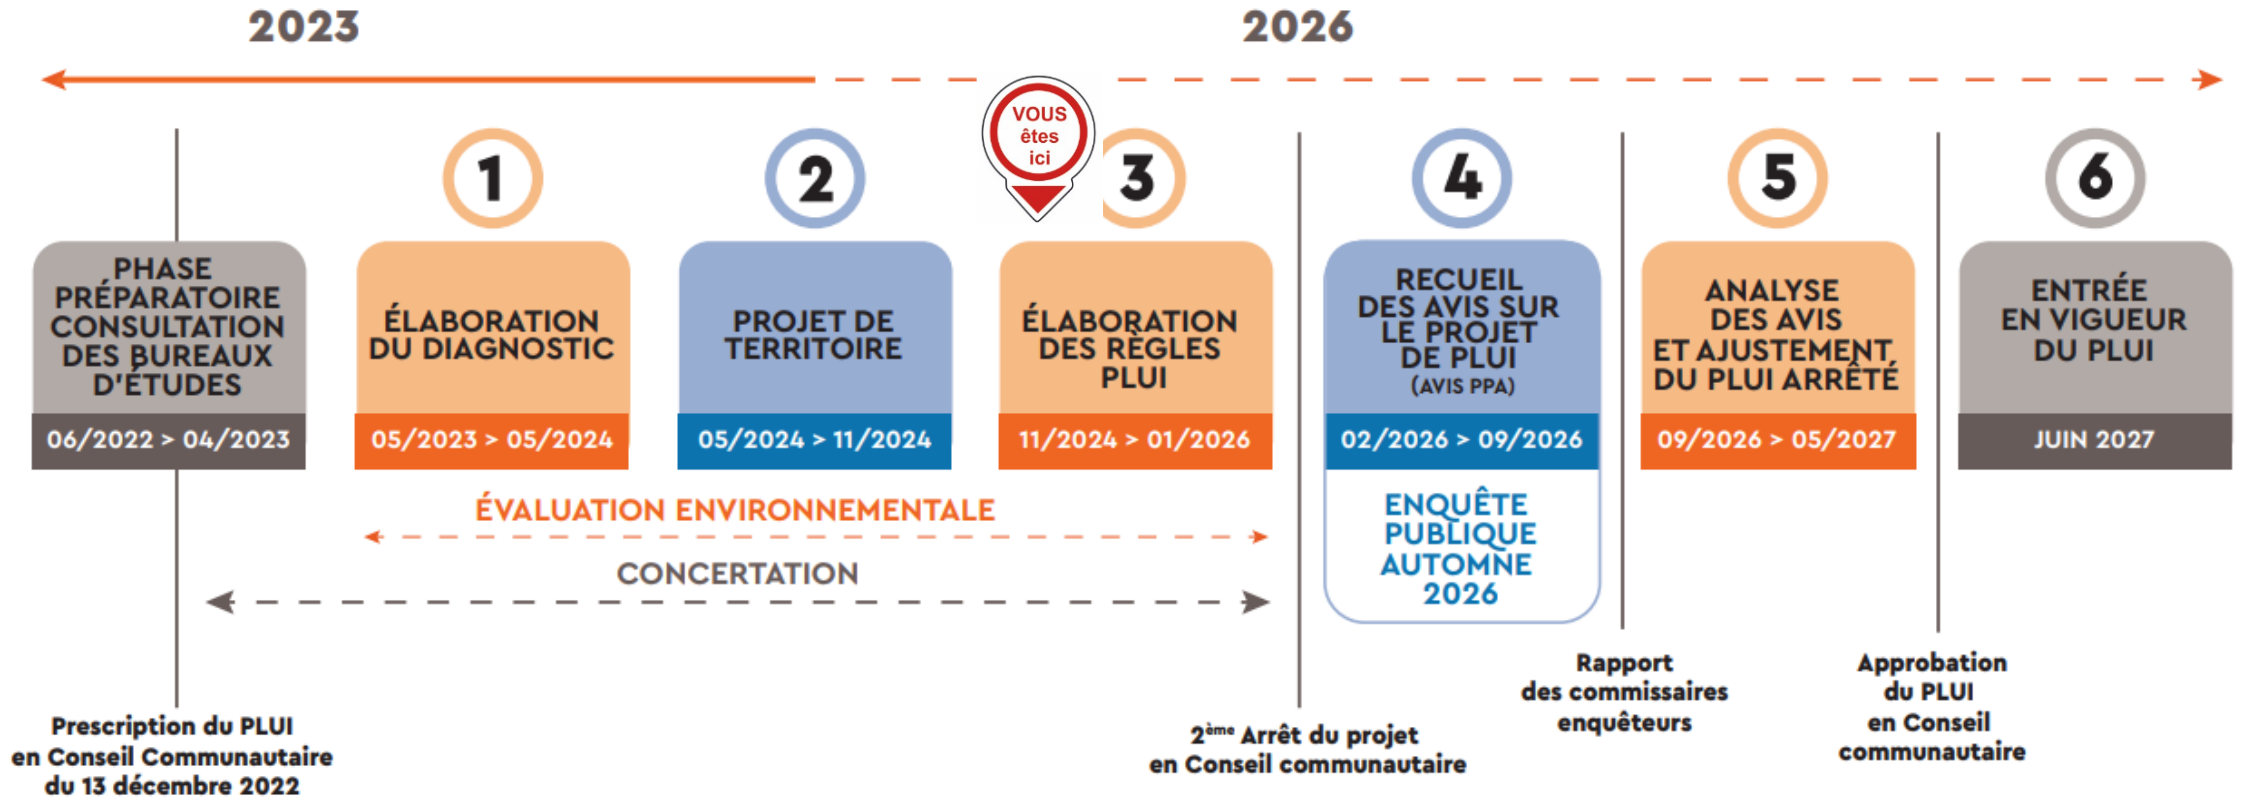 2023
2026
VOUS
êtes
ici
1
2
3
4
5
6
PHASE
PRÉPARATOIRE
CONSULTATION
DES BUREAUX
D'ÉTUDES
06/2022 > 04/2023
ÉLABORATION
DU DIAGNOSTIC
05/2023 > 05/2024
PROJET DE
TERRITOIRE
05/2024 > 11/2024
ÉLABORATION
DES RÈGLES
PLUI
11/2024 > 01/2026
RECUEIL
DES AVIS SUR
LE PROJET
DE PLUI
(AVIS PPA)
02/2026 > 09/2026
ENQUÊTE
PUBLIQUE
AUTOMNE
2026
ANALYSE
DES AVIS
ET AJUSTEMENT
DU PLUI ARRÊTÉ
09/2026 > 05/2027
ENTRÉE
EN VIGUEUR
DU PLUI
JUIN 2027
ÉVALUATION ENVIRONNEMENTALE
CONCERTATION
Prescription du PLUI
en Conseil Communautaire
du 13 décembre 2022
2ème Arrêt du projet
en Conseil communautaire
Rapport
des commissaires
enquêteurs
Approbation
du PLUI
en Conseil
communautaire